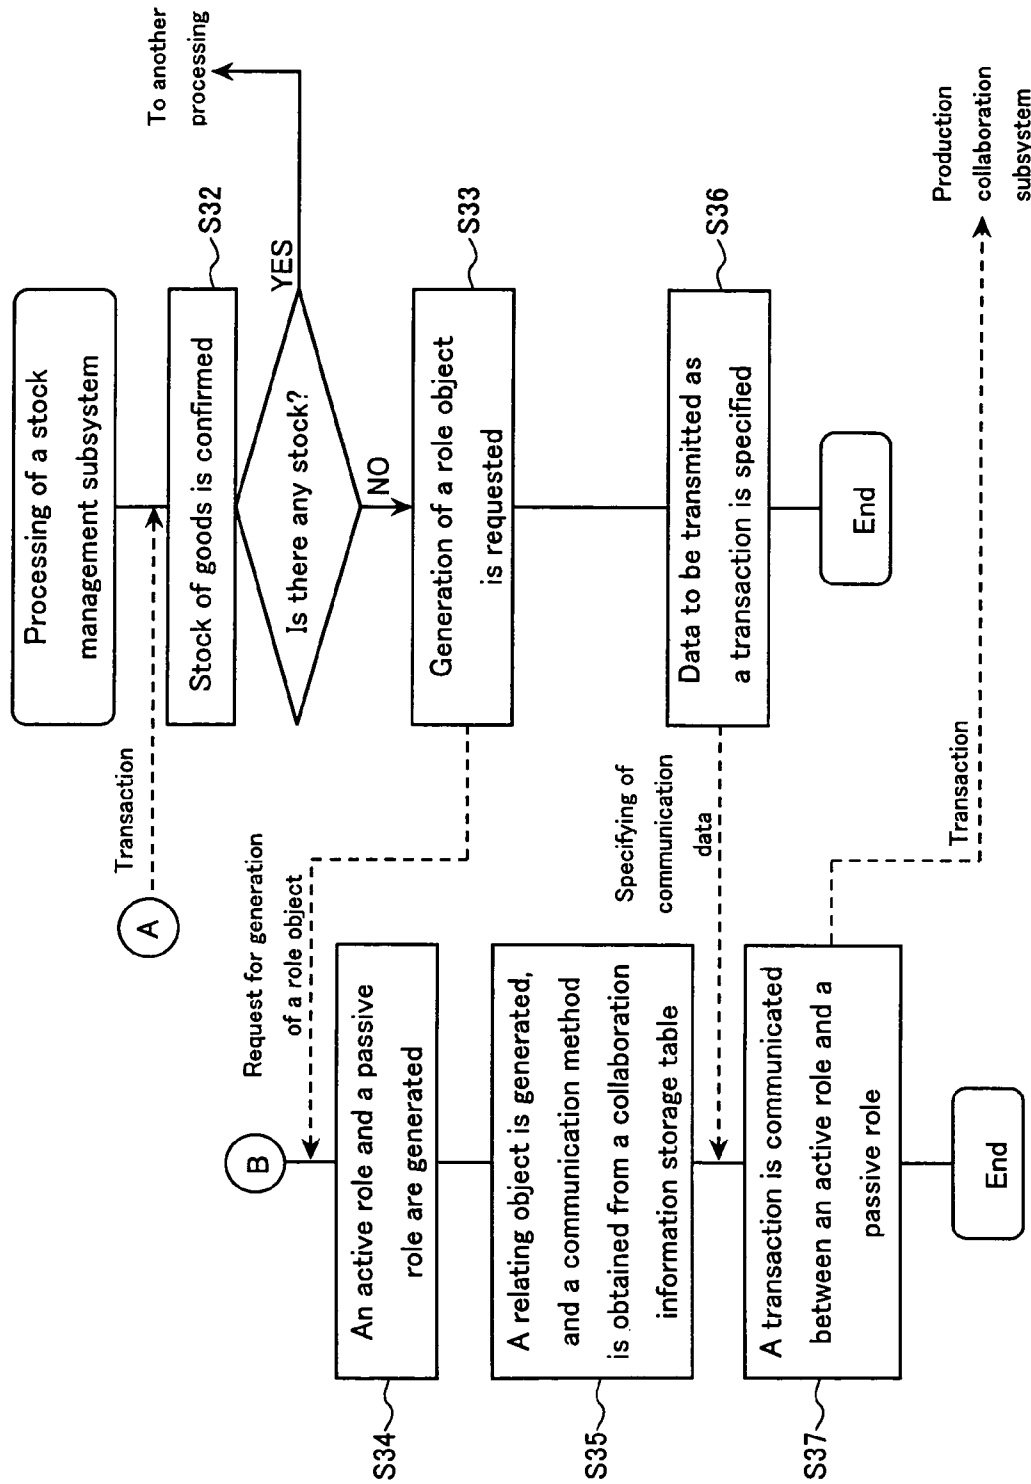 Processing of a stock
management subsystem
A
Transaction
Stock of goods is confirmed
S32
Is there any stock?
YES
To another
processing
NO
Generation of a role object
is requested
S33
Request for generation
of a role object
B
An active role and a passive
role are generated
S34
A relating object is generated,
and a communication method
is obtained from a collaboration
information storage table
S35
Data to be transmitted as
a transaction is specified
S36
Specifying of
communication
data
End
A transaction is communicated
between an active role and a
passive role
S37
Transaction
Production
collaboration
subsystem
End